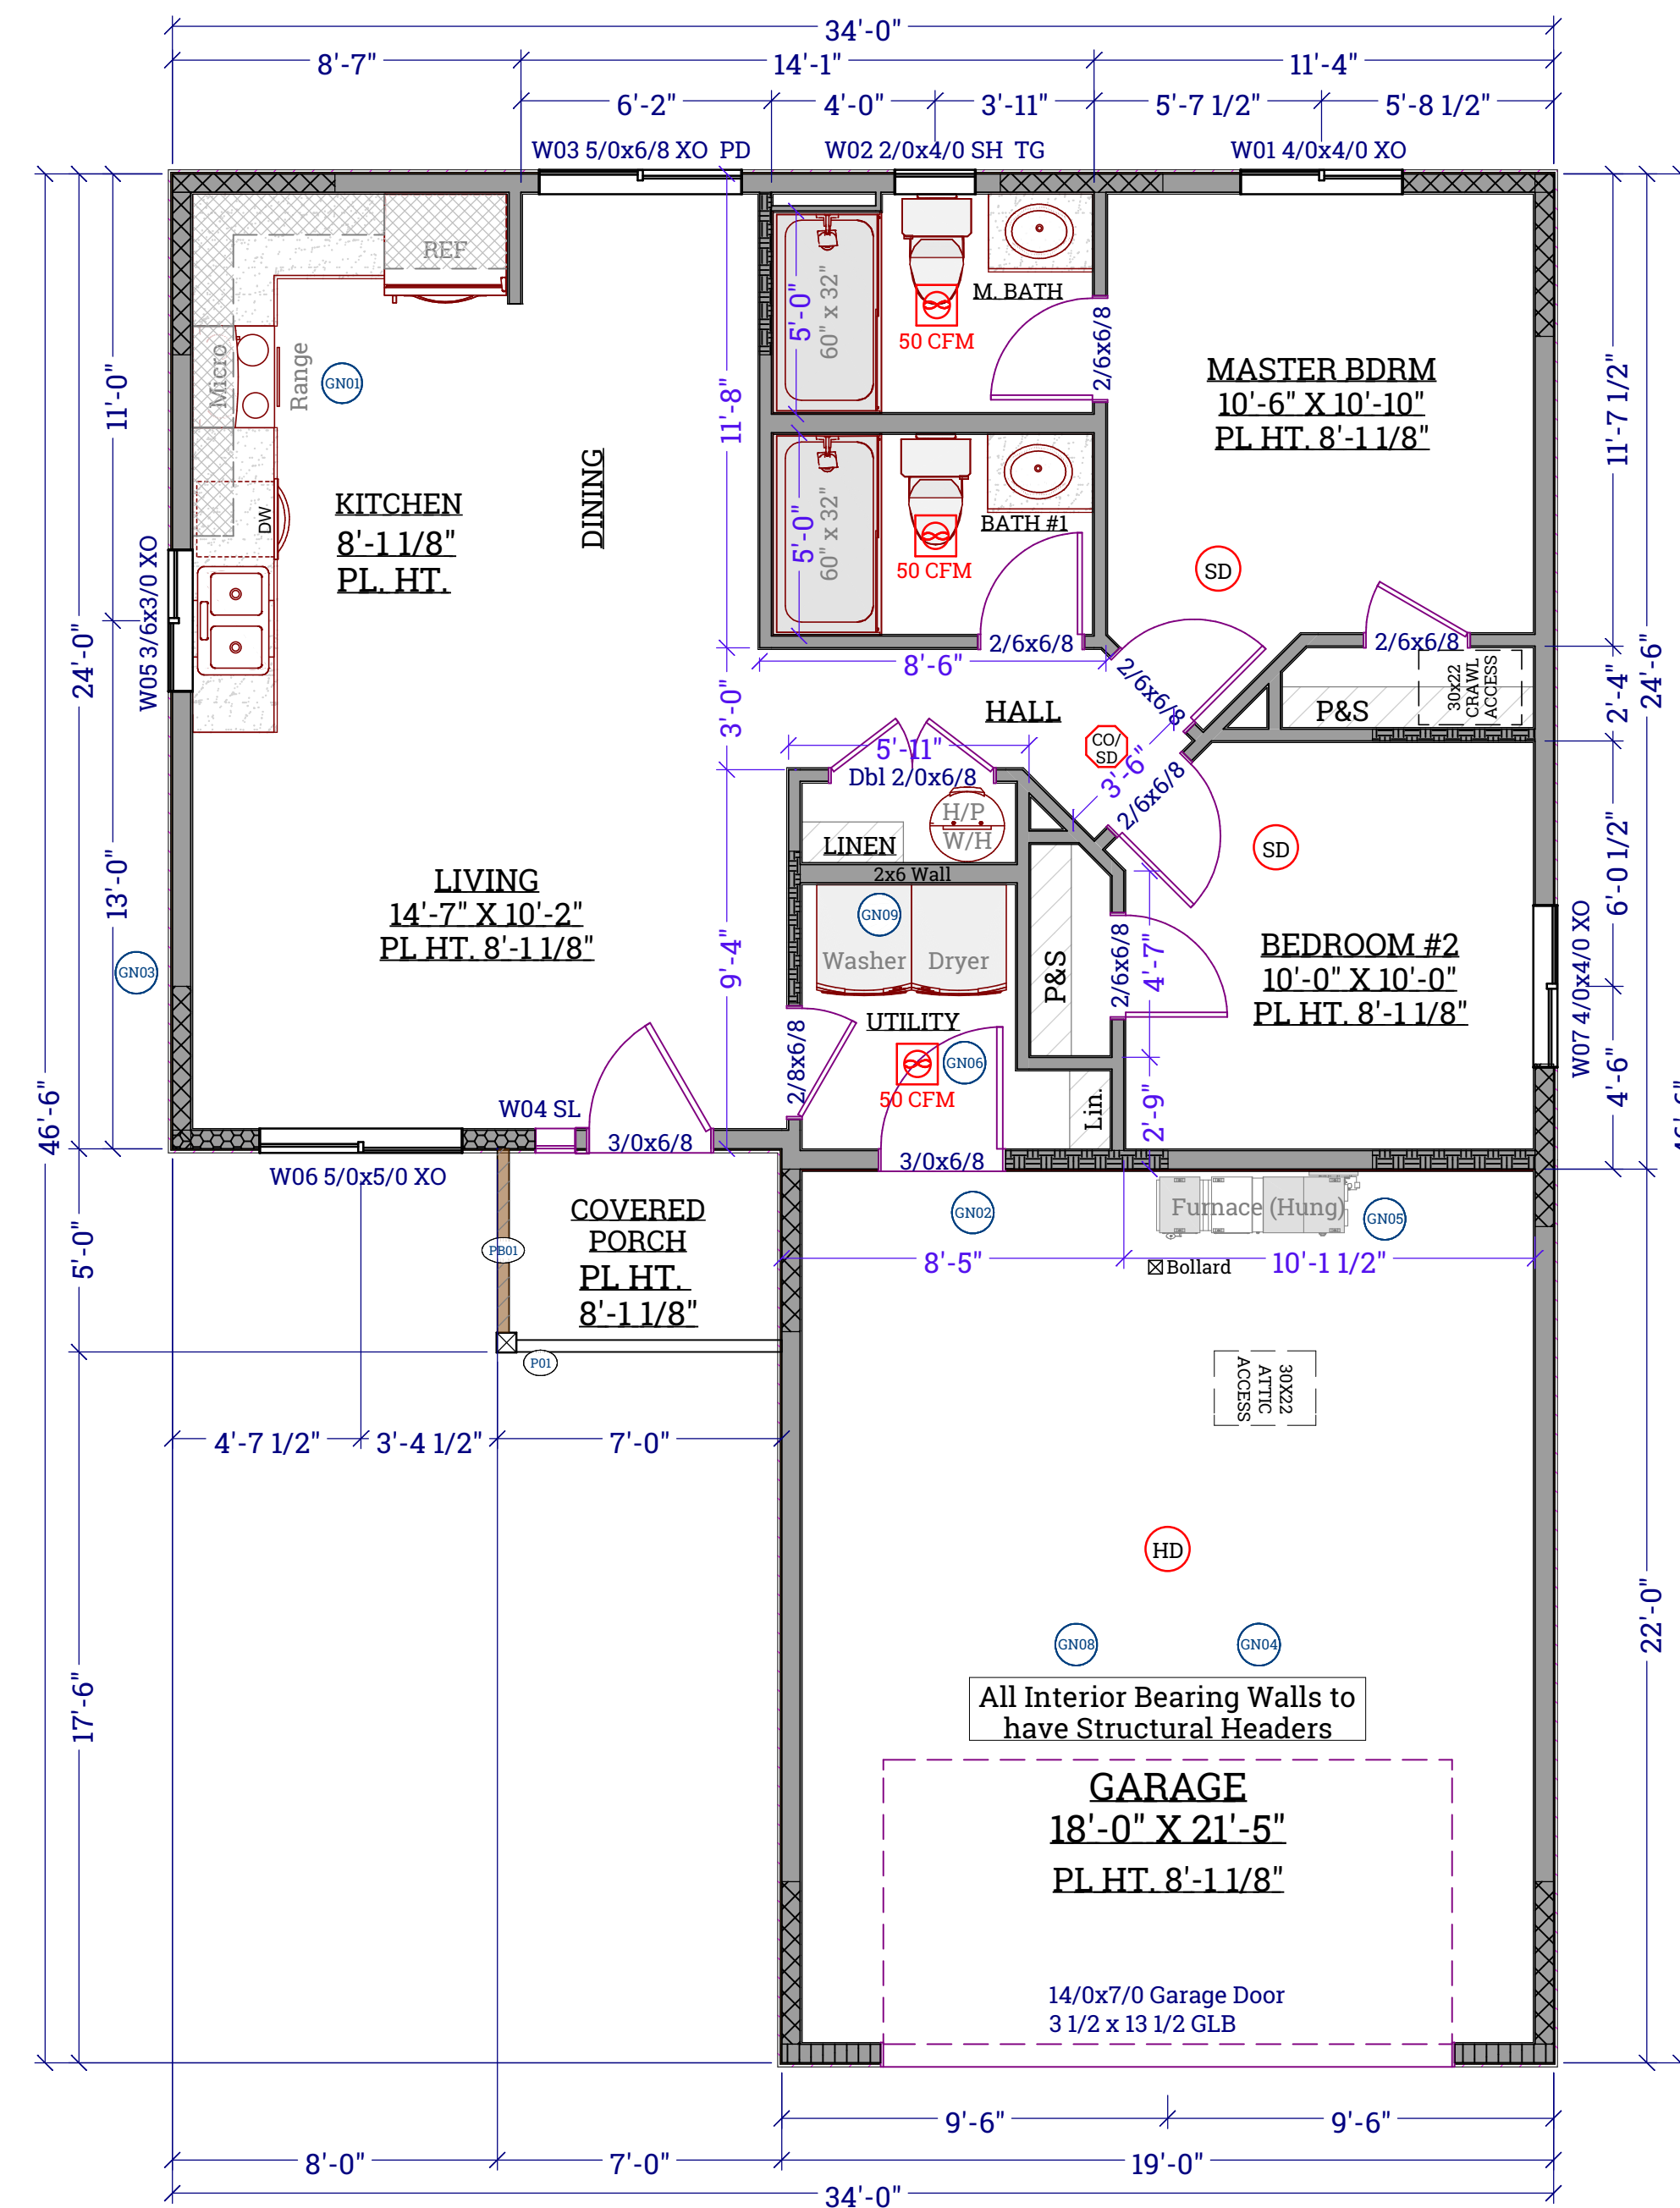 34'-0"
8'-7"
14'-1"
11'-4"
6'-2"
4'-0"
3'-11"
5'-7 1/2"
5'-8 1/2"
W03 5/0x6/8 XO PD
W02 2/0x4/0 SH TG
W01 4/0x4/0 XO
REF
Micro
Range
GN01
11'-0"
11'-8"
5'-0"
60" x 32"
M. BATH
50 CFM
2/6x6/8
MASTER BDRM
10'-6" X 10'-10"
PL HT. 8'-1 1/8"
11'-7 1/2"
KITCHEN
8'-1 1/8"
PL. HT.
DINING
DW
5'-0"
60" x 32"
BATH #1
50 CFM
SD
W05 3/6x3/0 XO
24'-0"
2/6x6/8
8'-6"
2/6x6/8
2/6x6/8
30x22
CRAWL
ACCESS
P&S
2'-4"
24'-6"
3'-0"
HALL
CO/
SD
3'-6"
2/6x6/8
5'-11"
Dbl 2/0x6/8
H/P
W/H
LINEN
2x6 Wall
SD
13'-0"
6'-0 1/2"
LIVING
14'-7" X 10'-2"
PL HT. 8'-1 1/8"
GN03
9'-4"
GN09
Washer
Dryer
P&S
2/6x6/8
4'-7"
BEDROOM #2
10'-0" X 10'-0"
PL HT. 8'-1 1/8"
W07 4/0x4/0 XO
4'-6"
UTILITY
GN06
50 CFM
2/8x6/8
Lin.
2'-9"
46'-6"
46'-6"
W04 SL
3/0x6/8
3/0x6/8
W06 5/0x5/0 XO
COVERED
PORCH
PL HT.
8'-1 1/8"
PB01
P01
5'-0"
GN02
Furnace (Hung)
GN05
8'-5"
10'-1 1/2"
Bollard
30X22
ATTIC
ACCESS
4'-7 1/2"
3'-4 1/2"
7'-0"
HD
17'-6"
22'-0"
GN08
GN04
All Interior Bearing Walls to
have Structural Headers
GARAGE
18'-0" X 21'-5"
PL HT. 8'-1 1/8"
14/0x7/0 Garage Door
3 1/2 x 13 1/2 GLB
9'-6"
9'-6"
8'-0"
7'-0"
19'-0"
34'-0"